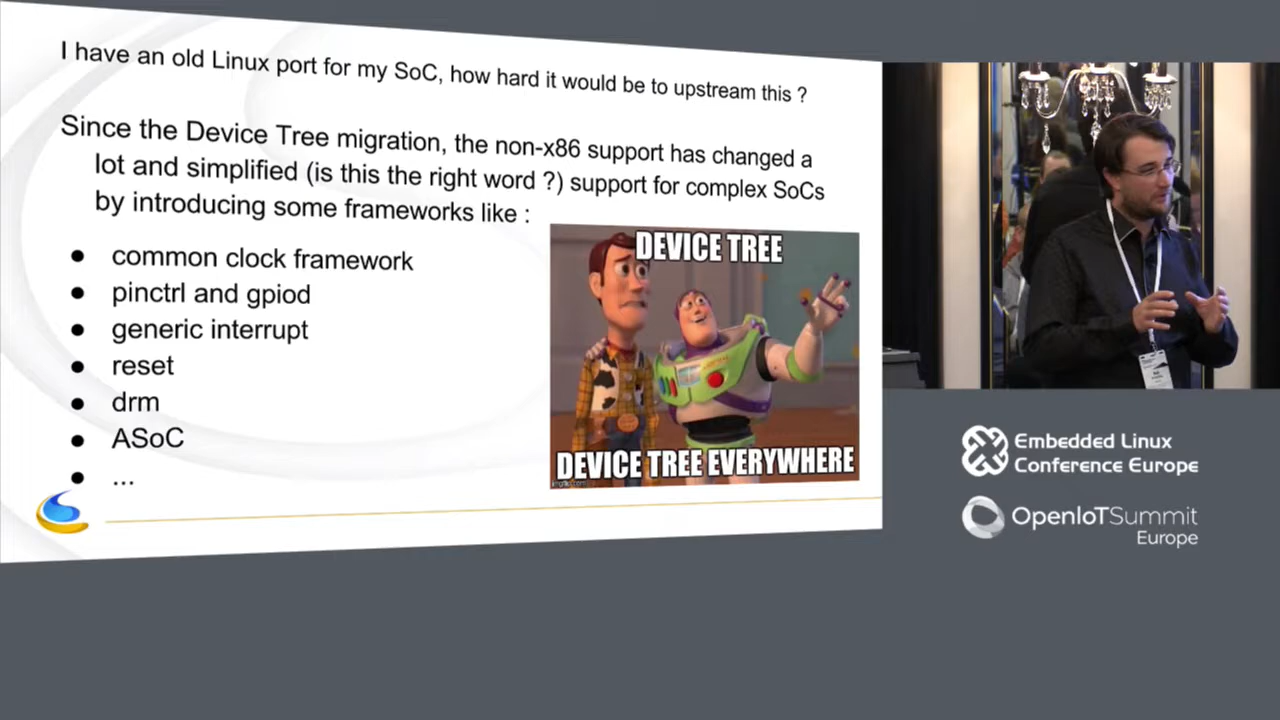 I have an old Linux port for my SoC, how hard it would be to upstream this ?
Since the Device Tree migration, the non-x86 support has changed a
lot and simplified (is this the right word ?) support for complex SoCs
by introducing some frameworks like :
● common clock framework
● pinctrl and gpiod
● generic interrupt
● reset
● drm
● ASoC
● ...
DEVICE TREE
DEVICE TREE EVERYWHERE
Embedded Linux
Conference Europe
OpenIoTSummit
Europe